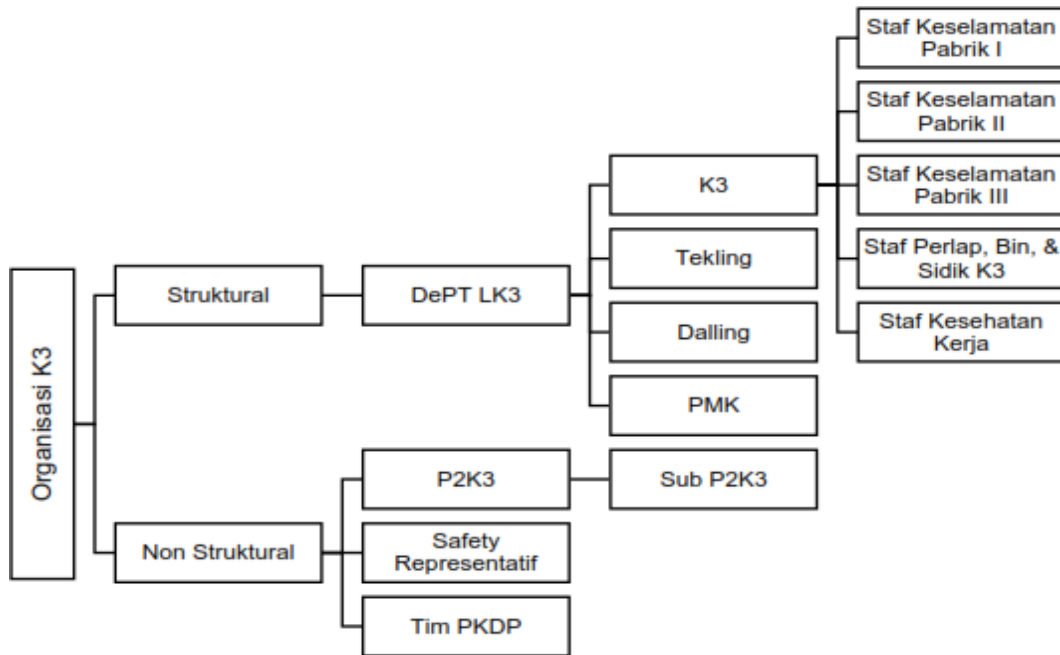 Organisasi K3
Struktural
DePT LK3
K3
Staf Keselamatan
Pabrik I
Staf Keselamatan
Pabrik II
Staf Keselamatan
Pabrik III
Staf Perlap, Bin, &
Sidik K3
Staf Kesehatan
Kerja
Tekling
Dalling
PMK
Non Struktural
P2K3
Sub P2K3
Safety
Representatif
Tim PKDP